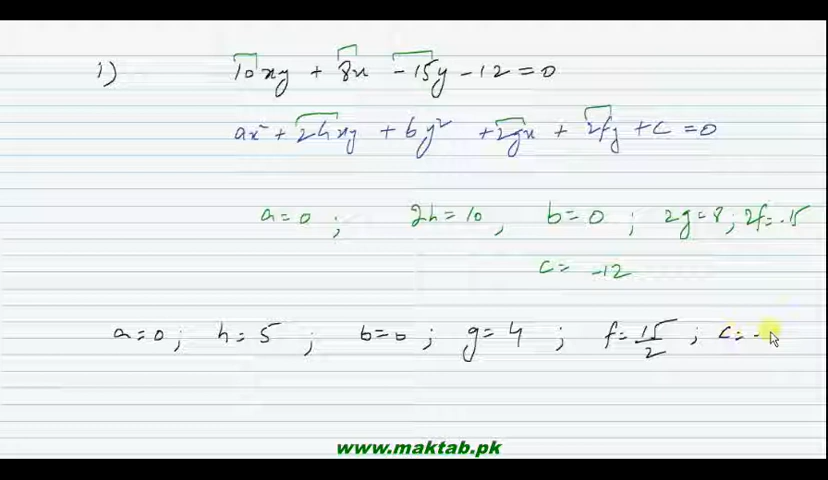 1) 10xy + 8x - 15y - 12 = 0
ax² + 2hxy + by² + 2gx + 2fy + c = 0
a = 0 ; 2h = 10 , b = 0 ; 2g = 8 ; 2f = -15
c = -12
a = 0 ; h = 5 ; b = 0 ; g = 4 ; f = 15/2 ; c = -
www.maktab.pk